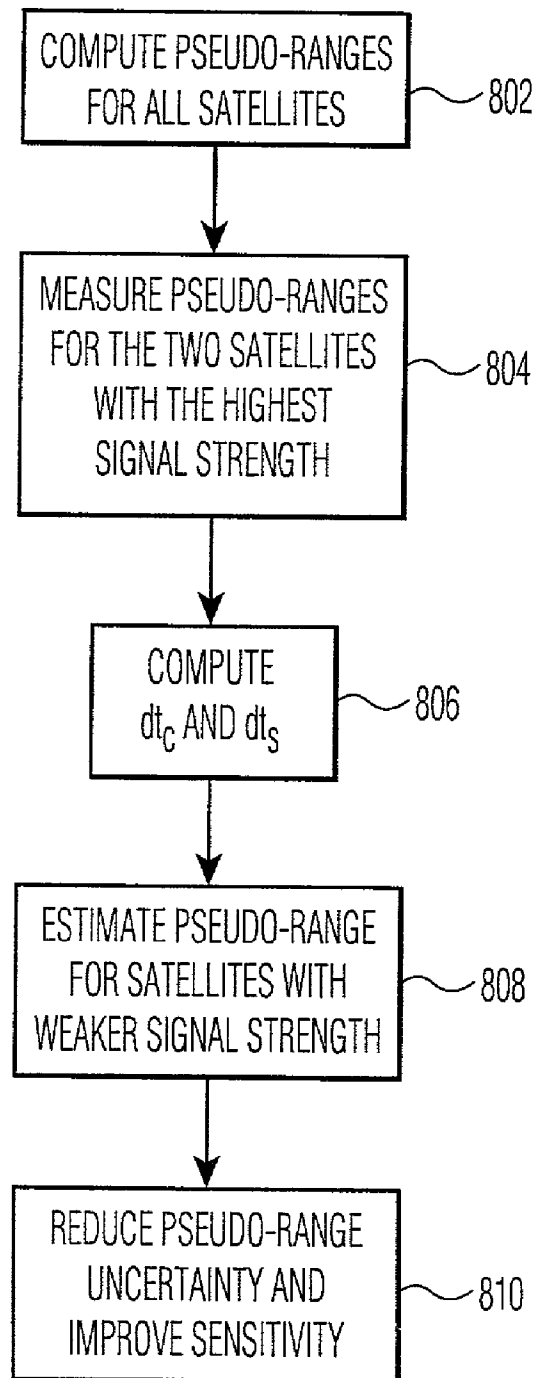 COMPUTE PSEUDO-RANGES
FOR ALL SATELLITES
802
MEASURE PSEUDO-RANGES
FOR THE TWO SATELLITES
WITH THE HIGHEST
SIGNAL STRENGTH
804
COMPUTE
dtC AND dtS
806
ESTIMATE PSEUDO-RANGE
FOR SATELLITES WITH
WEAKER SIGNAL STRENGTH
808
REDUCE PSEUDO-RANGE
UNCERTAINTY AND
IMPROVE SENSITIVITY
810